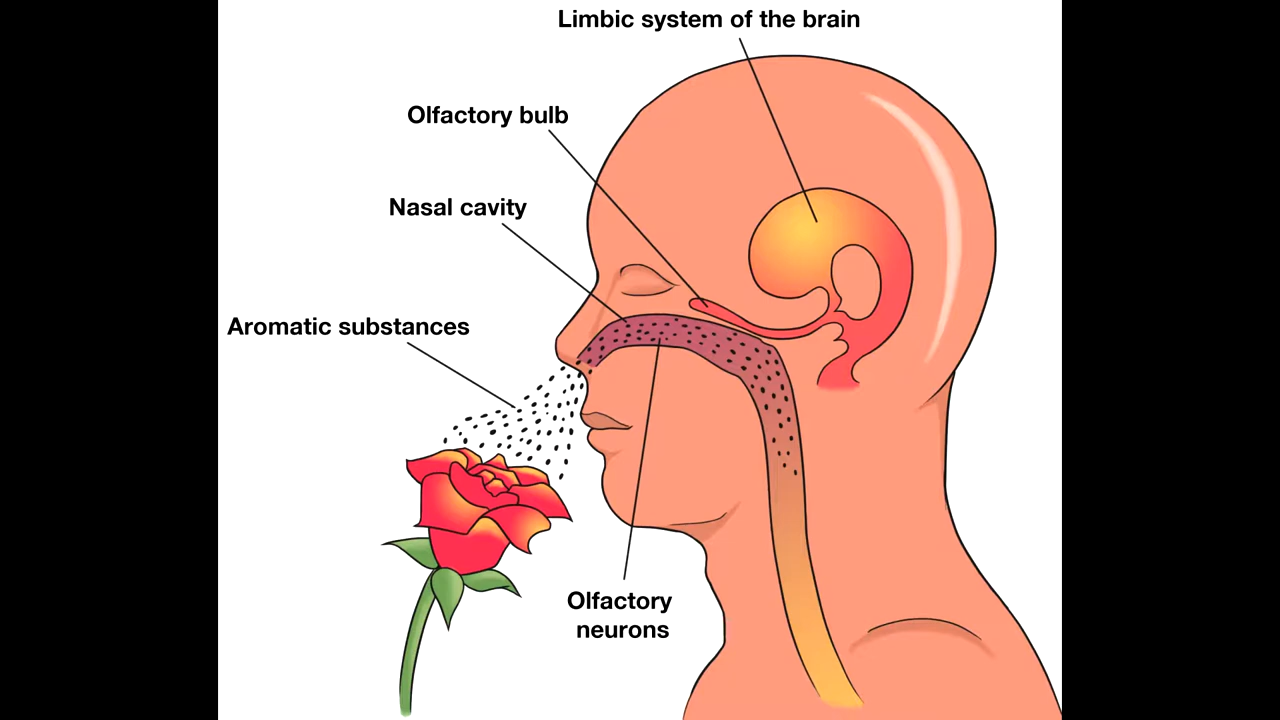 Limbic system of the brain
Olfactory bulb
Nasal cavity
Aromatic substances
Olfactory
neurons